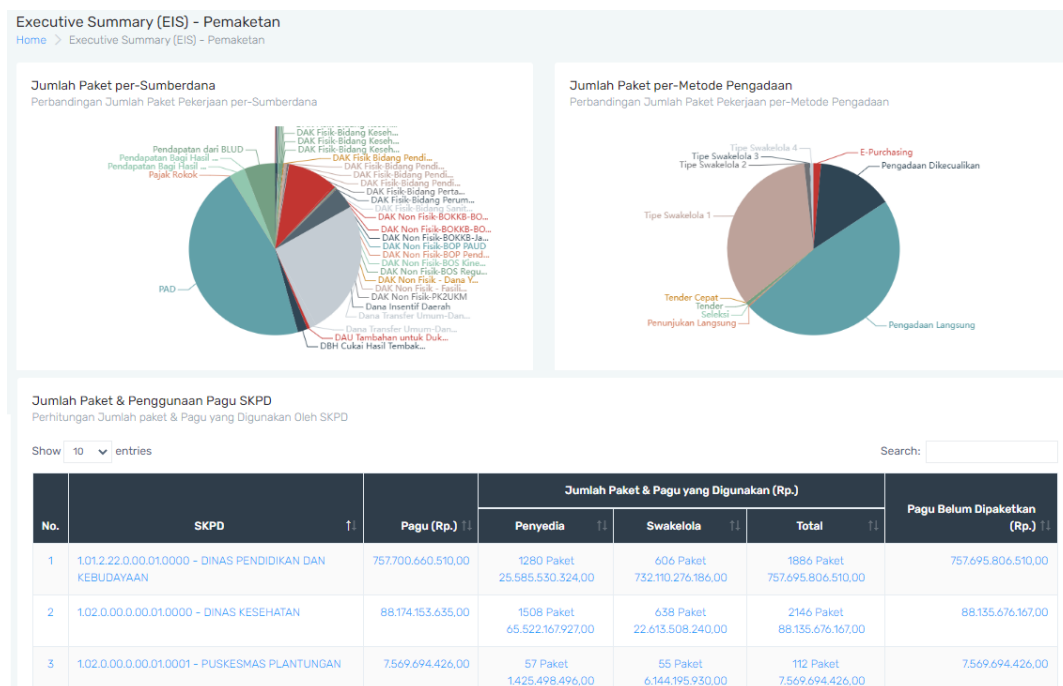 Executive Summary (EIS) - Pemaketan
Home > Executive Summary (EIS) - Pemaketan
Jumlah Paket per-Sumberdana
Perbandingan Jumlah Paket Pekerjaan per-Sumberdana
DAK Fisik-Bidang Keseh...
DAK Fisik-Bidang Keseh...
DAK Fisik-Bidang Keseh...
DAK Fisik Bidang Pendi...
DAK Fisik-Bidang Pendi...
DAK Fisik-Bidang Pendi...
DAK Fisik-Bidang Pendi...
DAK Fisik-Bidang Perta...
DAK Fisik-Bidang Perum...
DAK Fisik-Bidang Sanit...
DAK Non Fisik-BOKKB-BO...
DAK Non Fisik-BOKKB-BO...
DAK Non Fisik-BOKKB-Ja...
DAK Non Fisik-BOP PAUD
DAK Non Fisik-BOP Pend...
DAK Non Fisik-BOS Kine...
DAK Non Fisik-BOS Regu...
DAK Non Fisik - Dana Y...
DAK Non Fisik - Fasili...
DAK Non Fisik-PK2UKM
Dana Insentif Daerah
Dana Transfer Umum-Dan...
Dana Transfer Umum-Dan...
DAU Tambahan untuk Duk...
DBH Cukai Hasil Tembak...
PAD
Pajak Rokok
Pendapatan Bagi Hasil ...
Pendapatan Bagi Hasil ...
Pendapatan dari BLUD
Jumlah Paket per-Metode Pengadaan
Perbandingan Jumlah Paket Pekerjaan per-Metode Pengadaan
E-Purchasing
Pengadaan Dikecualikan
Pengadaan Langsung
Penunjukan Langsung
Seleksi
Tender
Tender Cepat
Tipe Swakelola 1
Tipe Swakelola 2
Tipe Swakelola 3
Tipe Swakelola 4
Jumlah Paket & Penggunaan Pagu SKPD
Perhitungan Jumlah paket & Pagu yang Digunakan Oleh SKPD
Show 10 entries
Search:
Jumlah Paket & Pagu yang Digunakan (Rp.)
No. SKPD Pagu (Rp.) Penyedia Swakelola Total Pagu Belum Dipaketkan (Rp.)
1 1.01.2.22.0.00.01.0000 - DINAS PENDIDIKAN DAN 757.700.660.510,00 1280 Paket 606 Paket 1886 Paket 757.695.806.510,00
KEBUDAYAAN 25.585.530.324,00 732.110.276.186,00 757.695.806.510,00
2 1.02.0.00.0.00.01.0000 - DINAS KESEHATAN 88.174.153.635,00 1508 Paket 638 Paket 2146 Paket 88.135.676.167,00
65.522.167.927,00 22.613.508.240,00 88.135.676.167,00
3 1.02.0.00.0.00.01.0001 - PUSKESMAS PLANTUNGAN 7.569.694.426,00 57 Paket 55 Paket 112 Paket 7.569.694.426,00
1.425.498.496,00 6.144.195.930,00 7.569.694.426,00